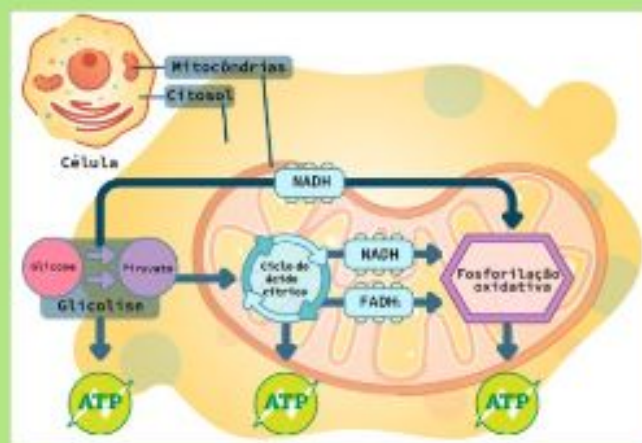 Mitocôndrias
Citosol
Célula
NADH
Glicose
Piruvato
Glicólise
Ciclo do
ácido
cítrico
NADH
FADH₂
Fosforilação
oxidativa
ATP
ATP
ATP